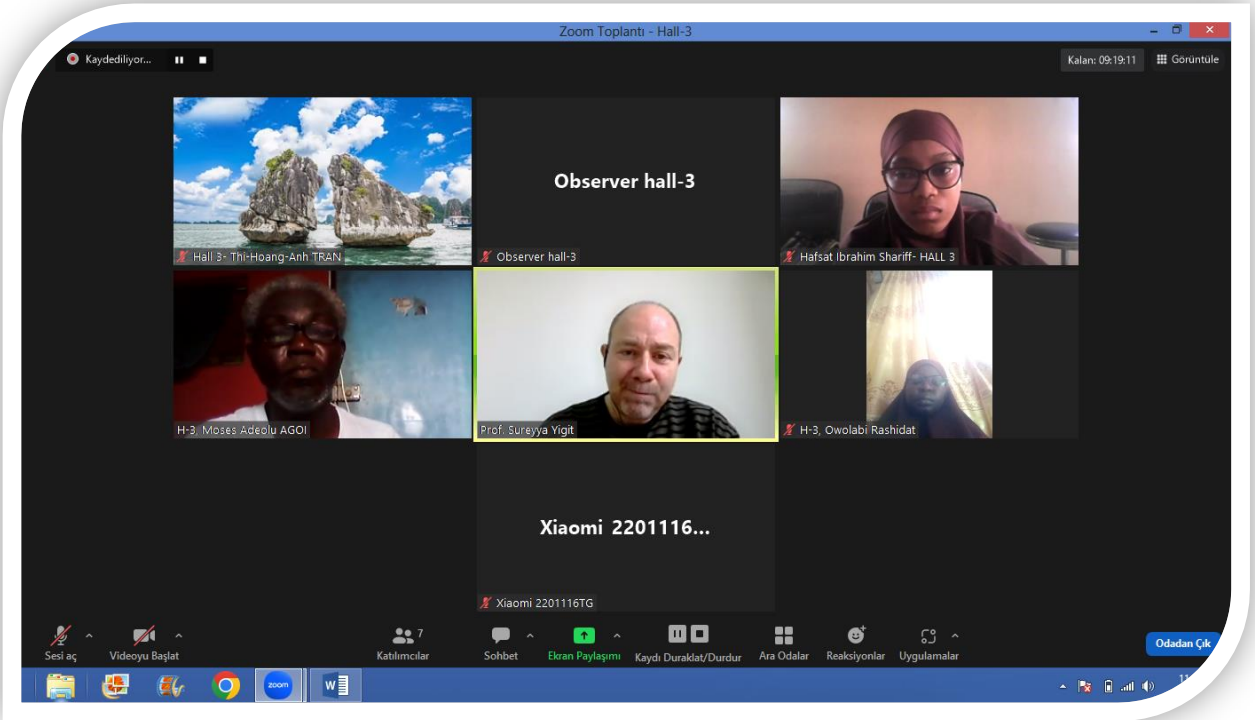 Zoom Toplantı - Hall-3
Kaydediliyor...
Kalan: 09:19:11
Görüntüle
Hall 3- Thi-Hoang-Anh TRAN
Observer hall-3
Observer hall-3
Hafsat Ibrahim Shariff- HALL 3
H-3, Moses Adeolu AGOI
Prof. Sureyya Yigit
H-3, Owolabi Rashidat
Xiaomi 2201116...
Xiaomi 2201116TG
Sesi aç
Videoyu Başlat
7
Katılımcılar
Sohbet
Ekran Paylaşımı
Kaydı Duraklat/Durdur
Ara Odalar
Reaksiyonlar
Uygulamalar
Odadan Çık
zoom
W